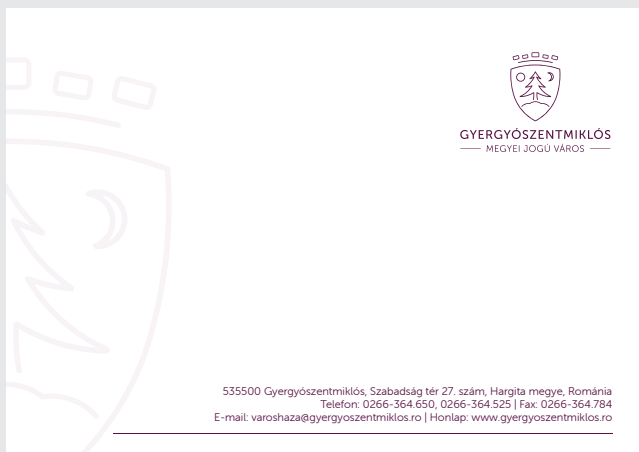 GYERGYÓSZENTMIKLÓS
MEGYEI JOGÚ VÁROS
535500 Gyergyószentmiklós, Szabadság tér 27. szám, Hargita megye, Románia
Telefon: 0266-364.650, 0266-364.525 | Fax: 0266-364.784
E-mail: varoshaza@gyergyoszentmiklos.ro | Honlap: www.gyergyoszentmiklos.ro